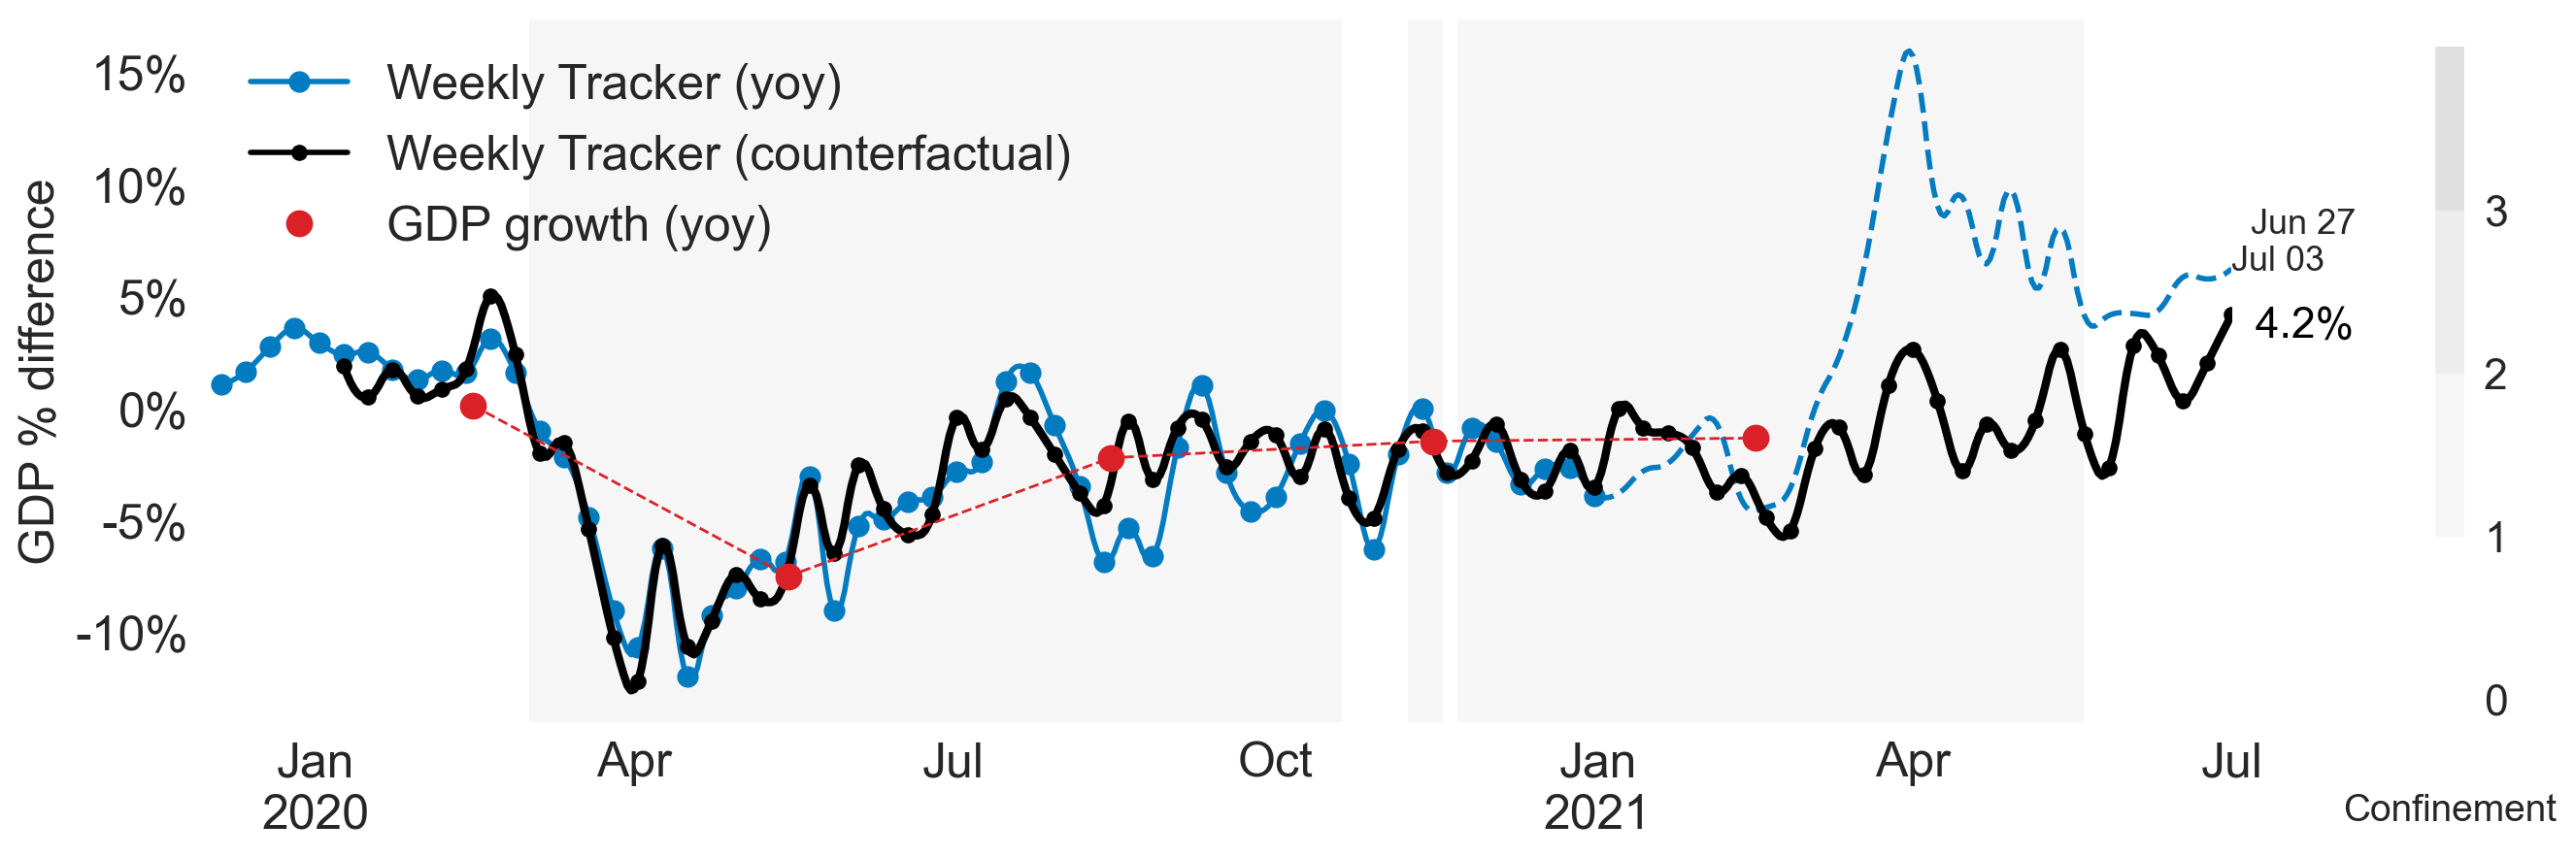 GDP % difference
15%
10%
5%
0%
-5%
-10%
Weekly Tracker (yoy)
Weekly Tracker (counterfactual)
GDP growth (yoy)
Jun 27
Jul 03
4.2%
3
2
1
0
Jan
2020
Apr
Jul
Oct
Jan
2021
Apr
Jul
Confinement